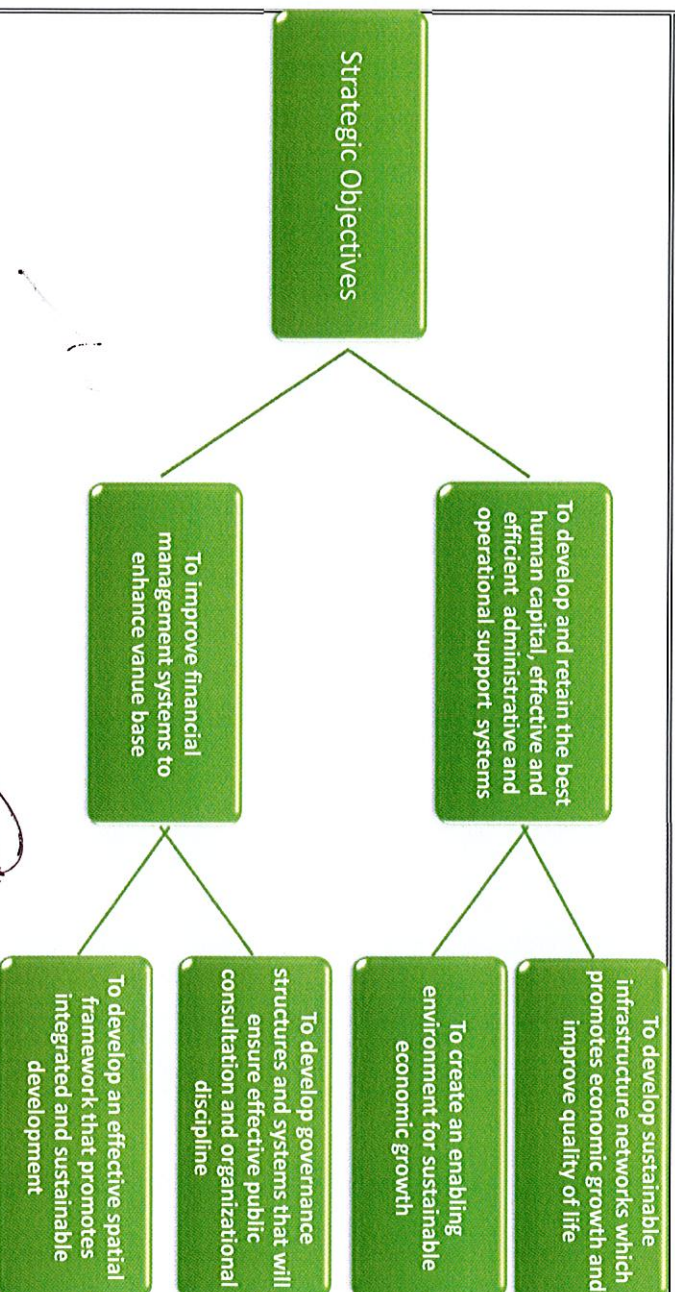 Strategic Objectives
To develop and retain the best
human capital, effective and
efficient administrative and
operational support systems
To improve financial
management systems to
enhance vanue base
To develop sustainable
infrastructure networks which
promotes economic growth and
improve quality of life
To create an enabling
environment for sustainable
economic growth
To develop governance
structures and systems that will
ensure effective public
consultation and organizational
discipline
To develop an effective spatial
framework that promotes
integrated and sustainable
development